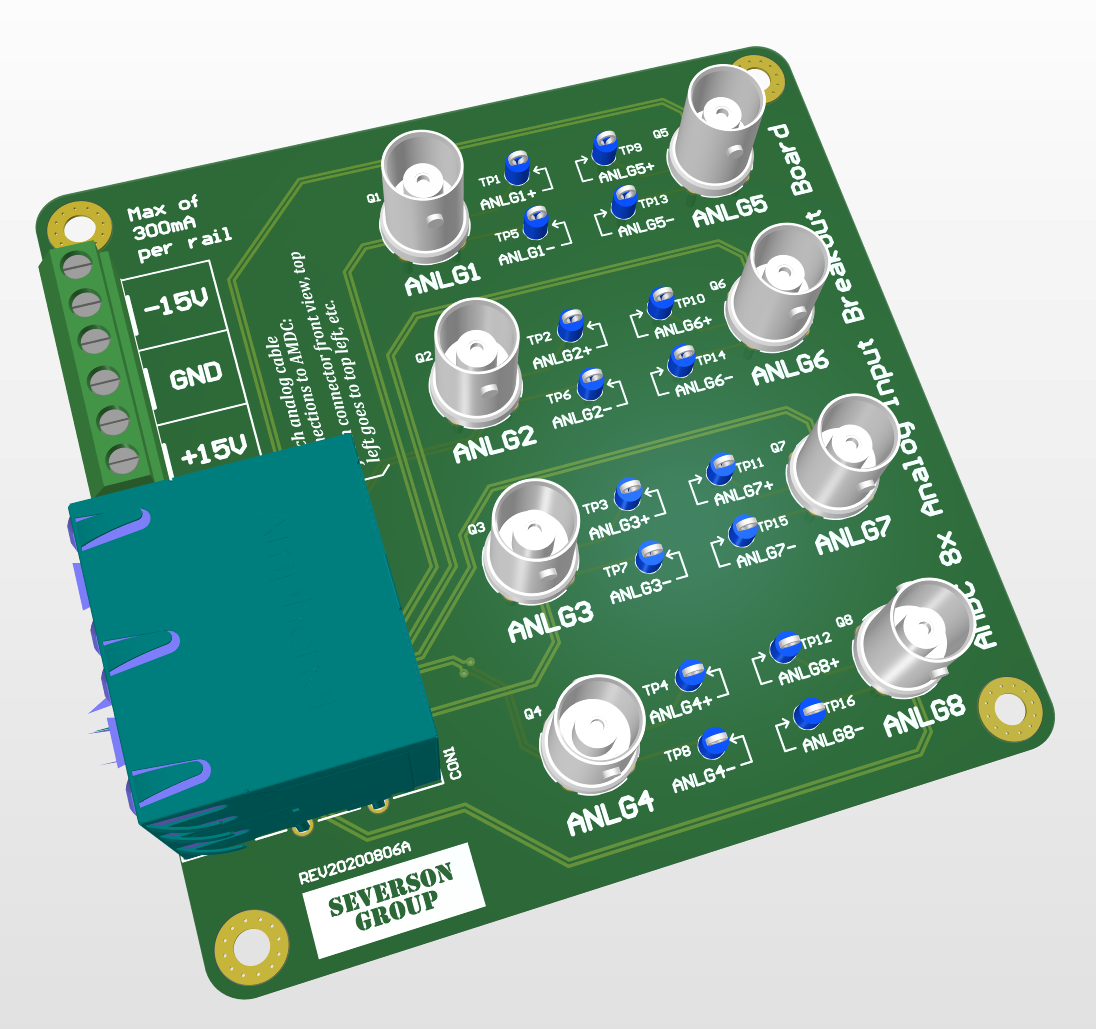 Max of
300mA
per rail
-15V
GND
+15V
analog cable
to AMDC:
connector front view, top
left goes to top left, etc.
Q1
ANLG1
TP1
ANLG1+
TP5
ANLG1-
TP9
ANLG5+
TP13
ANLG5-
Q5
ANLG5
Q2
ANLG2
TP2
ANLG2+
TP6
ANLG2-
TP10
ANLG6+
TP14
ANLG6-
Q6
ANLG6
Q3
ANLG3
TP3
ANLG3+
TP7
ANLG3-
TP11
ANLG7+
TP15
ANLG7-
Q7
ANLG7
Q4
ANLG4
TP4
ANLG4+
TP8
ANLG4-
TP12
ANLG8+
TP16
ANLG8-
Q8
ANLG8
AMDC 8x Analog Input Breakout Board
CON1
REV20200806A
SEVERSON
GROUP